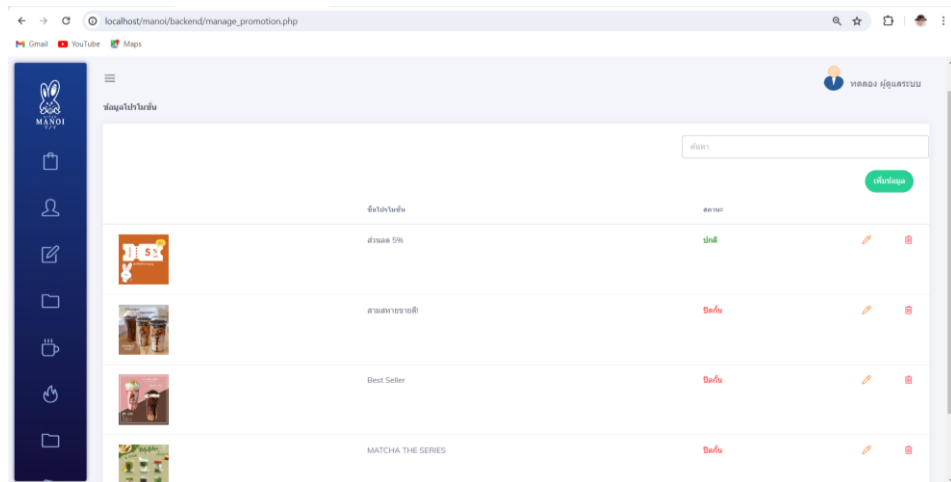 localhost/manoi/backend/manage_promotion.php
Gmail YouTube Maps
MANOI
ทดลอง ผู้ดูแลระบบ
ข้อมูลโปรโมชั่น
ค้นหา
เพิ่มข้อมูล
ชื่อโปรโมชั่น สถานะ
ส่วนลด 5% ปกติ
สามสหายขายดี! ปิดกั้น
Best Seller ปิดกั้น
MATCHA THE SERIES ปิดกั้น